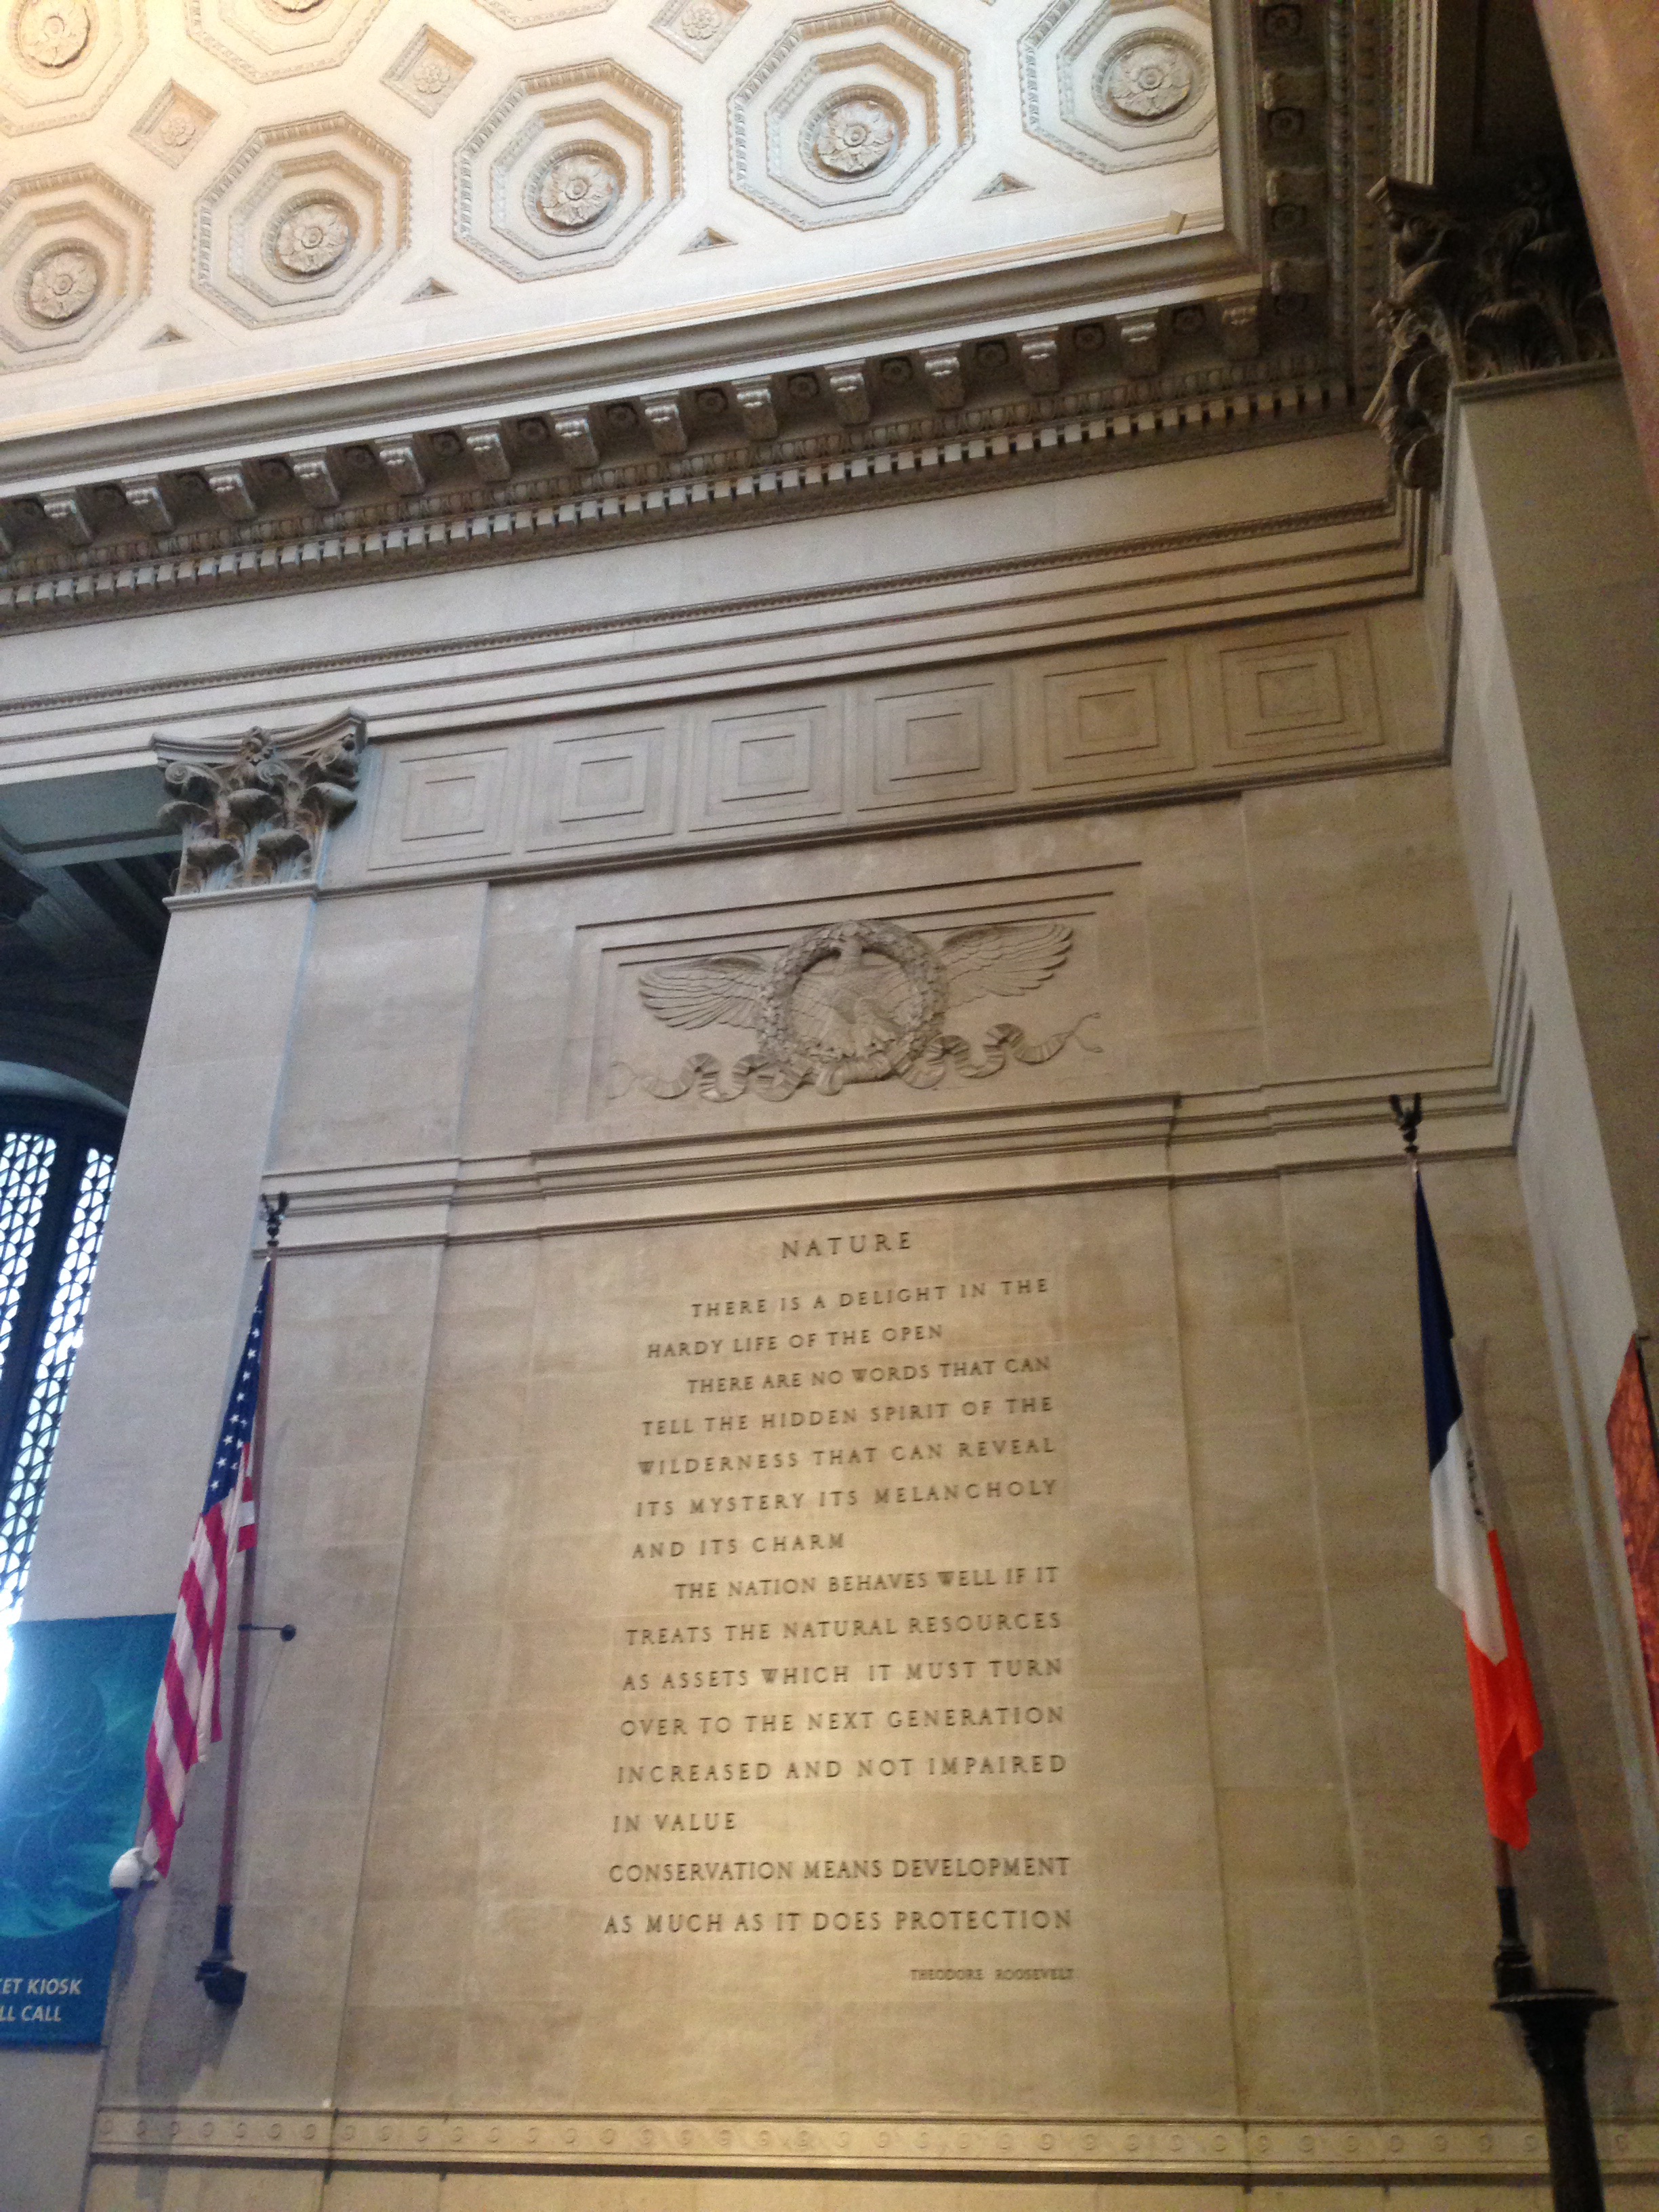 NATURE
THERE IS A DELIGHT IN THE
HARDY LIFE OF THE OPEN
THERE ARE NO WORDS THAT CAN
TELL THE HIDDEN SPIRIT OF THE
WILDERNESS THAT CAN REVEAL
ITS MYSTERY ITS MELANCHOLY
AND ITS CHARM
THE NATION BEHAVES WELL IF IT
TREATS THE NATURAL RESOURCES
AS ASSETS WHICH IT MUST TURN
OVER TO THE NEXT GENERATION
INCREASED AND NOT IMPAIRED
IN VALUE
CONSERVATION MEANS DEVELOPMENT
AS MUCH AS IT DOES PROTECTION
THEODORE ROOSEVELT
ET KIOSK
LL CALL